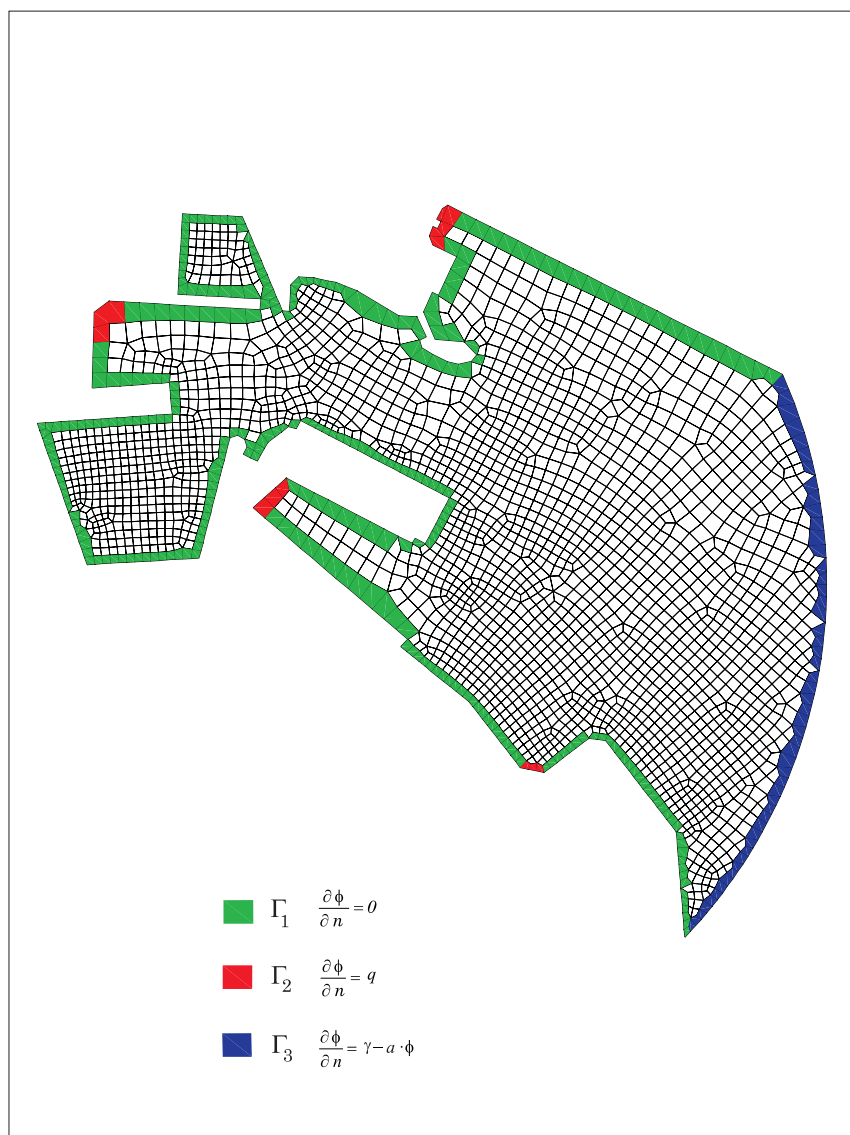 Γ1 ∂ϕ/∂n = 0
Γ2 ∂ϕ/∂n = q
Γ3 ∂ϕ/∂n = γ − a · ϕ